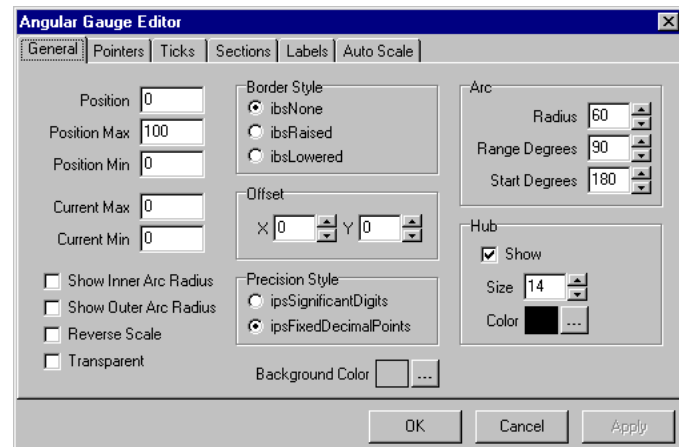 Angular Gauge Editor
General Pointers Ticks Sections Labels Auto Scale
Position 0
Position Max 100
Position Min 0
Current Max 0
Current Min 0
Show Inner Arc Radius
Show Outer Arc Radius
Reverse Scale
Transparent
Border Style
ibsNone
ibsRaised
ibsLowered
Offset
X 0 Y 0
Precision Style
ipsSignificantDigits
ipsFixedDecimalPoints
Background Color ...
Arc
Radius 60
Range Degrees 90
Start Degrees 180
Hub
Show
Size 14
Color ...
OK Cancel Apply